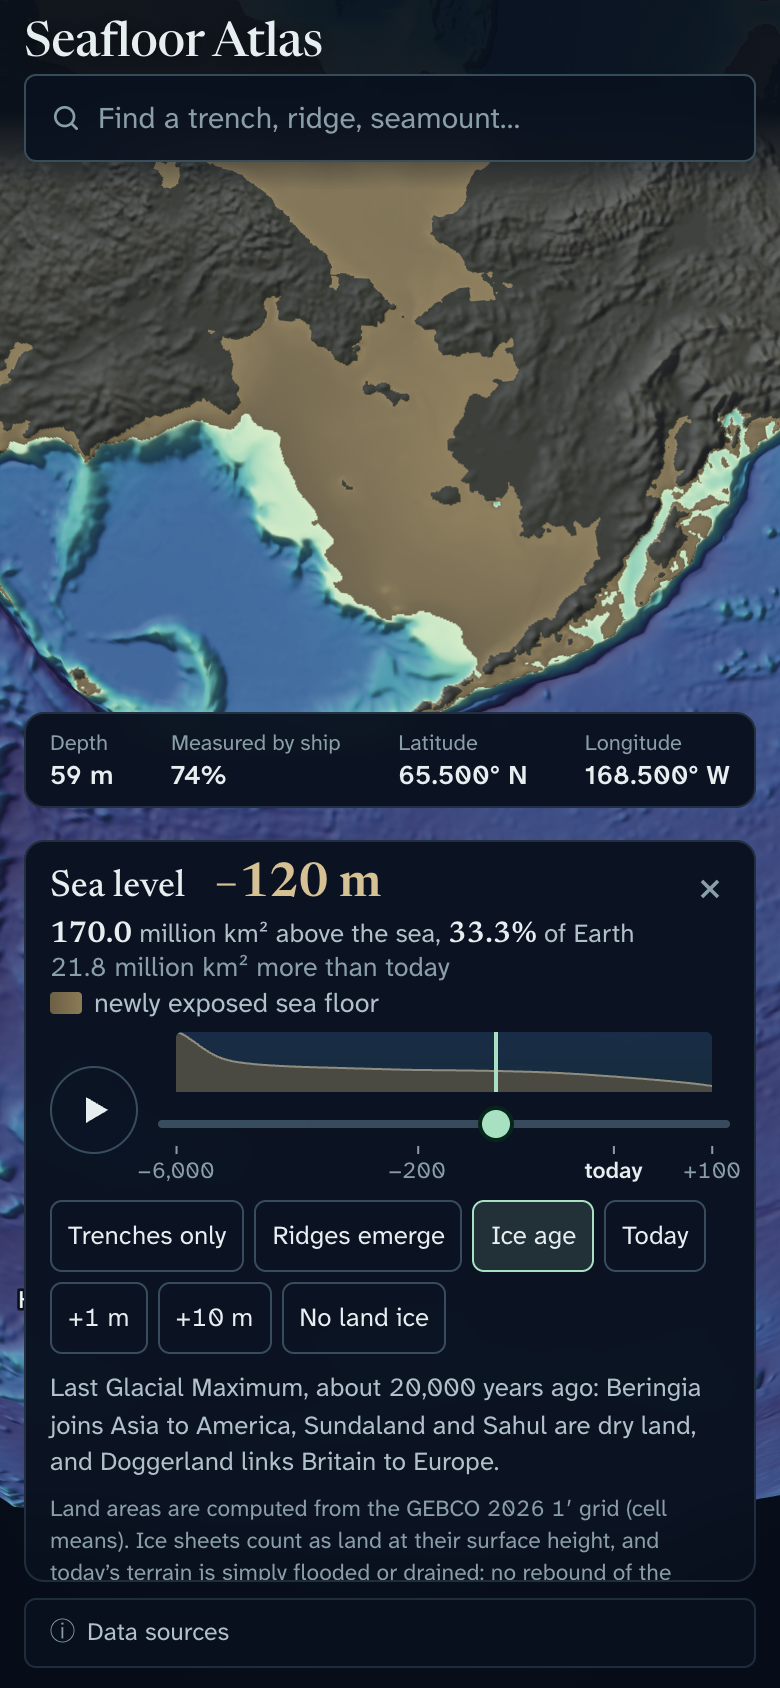 Seafloor Atlas
Find a trench, ridge, seamount...
Depth Measured by ship Latitude Longitude
59 m 74% 65.500° N 168.500° W
Sea level −120 m
170.0 million km² above the sea, 33.3% of Earth
21.8 million km² more than today
newly exposed sea floor
−6,000 −200 today +100
Trenches only Ridges emerge Ice age Today
+1 m +10 m No land ice
Last Glacial Maximum, about 20,000 years ago: Beringia
joins Asia to America, Sundaland and Sahul are dry land,
and Doggerland links Britain to Europe.
Land areas are computed from the GEBCO 2026 1′ grid (cell
means). Ice sheets count as land at their surface height, and
today’s terrain is simply flooded or drained: no rebound of the
Data sources